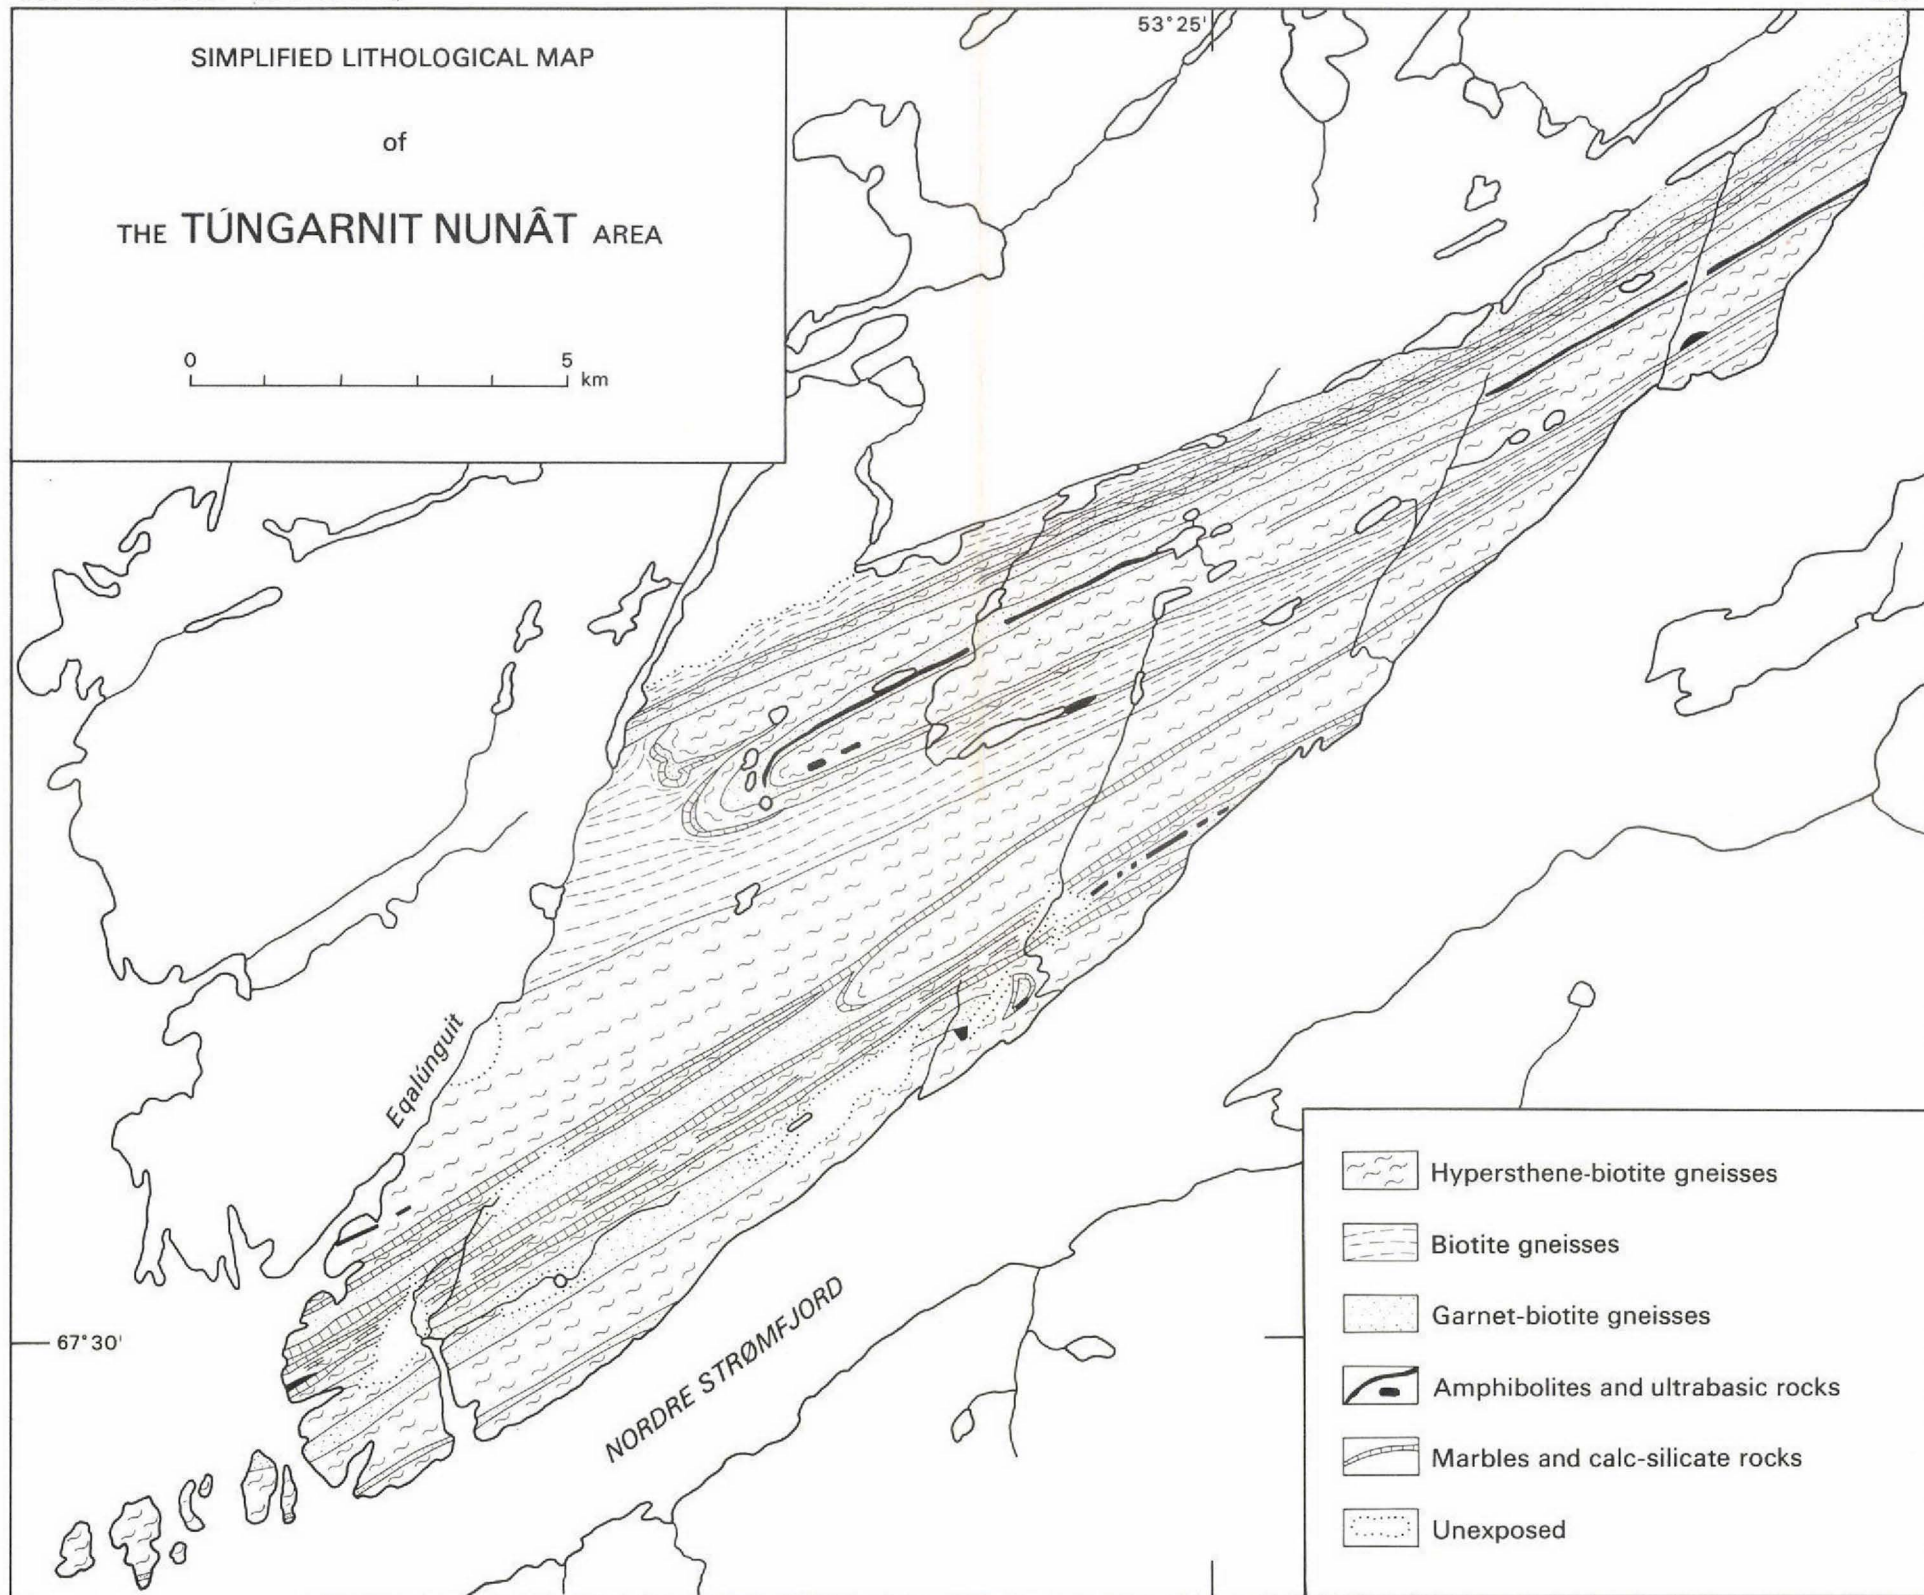 SIMPLIFIED LITHOLOGICAL MAP
of
THE TÚNGARNIT NUNÂT AREA
0 5 km
53°25'
Eqalúnguit
67°30'
NORDRE STRØMFJORD
Hypersthene-biotite gneisses
Biotite gneisses
Garnet-biotite gneisses
Amphibolites and ultrabasic rocks
Marbles and calc-silicate rocks
Unexposed